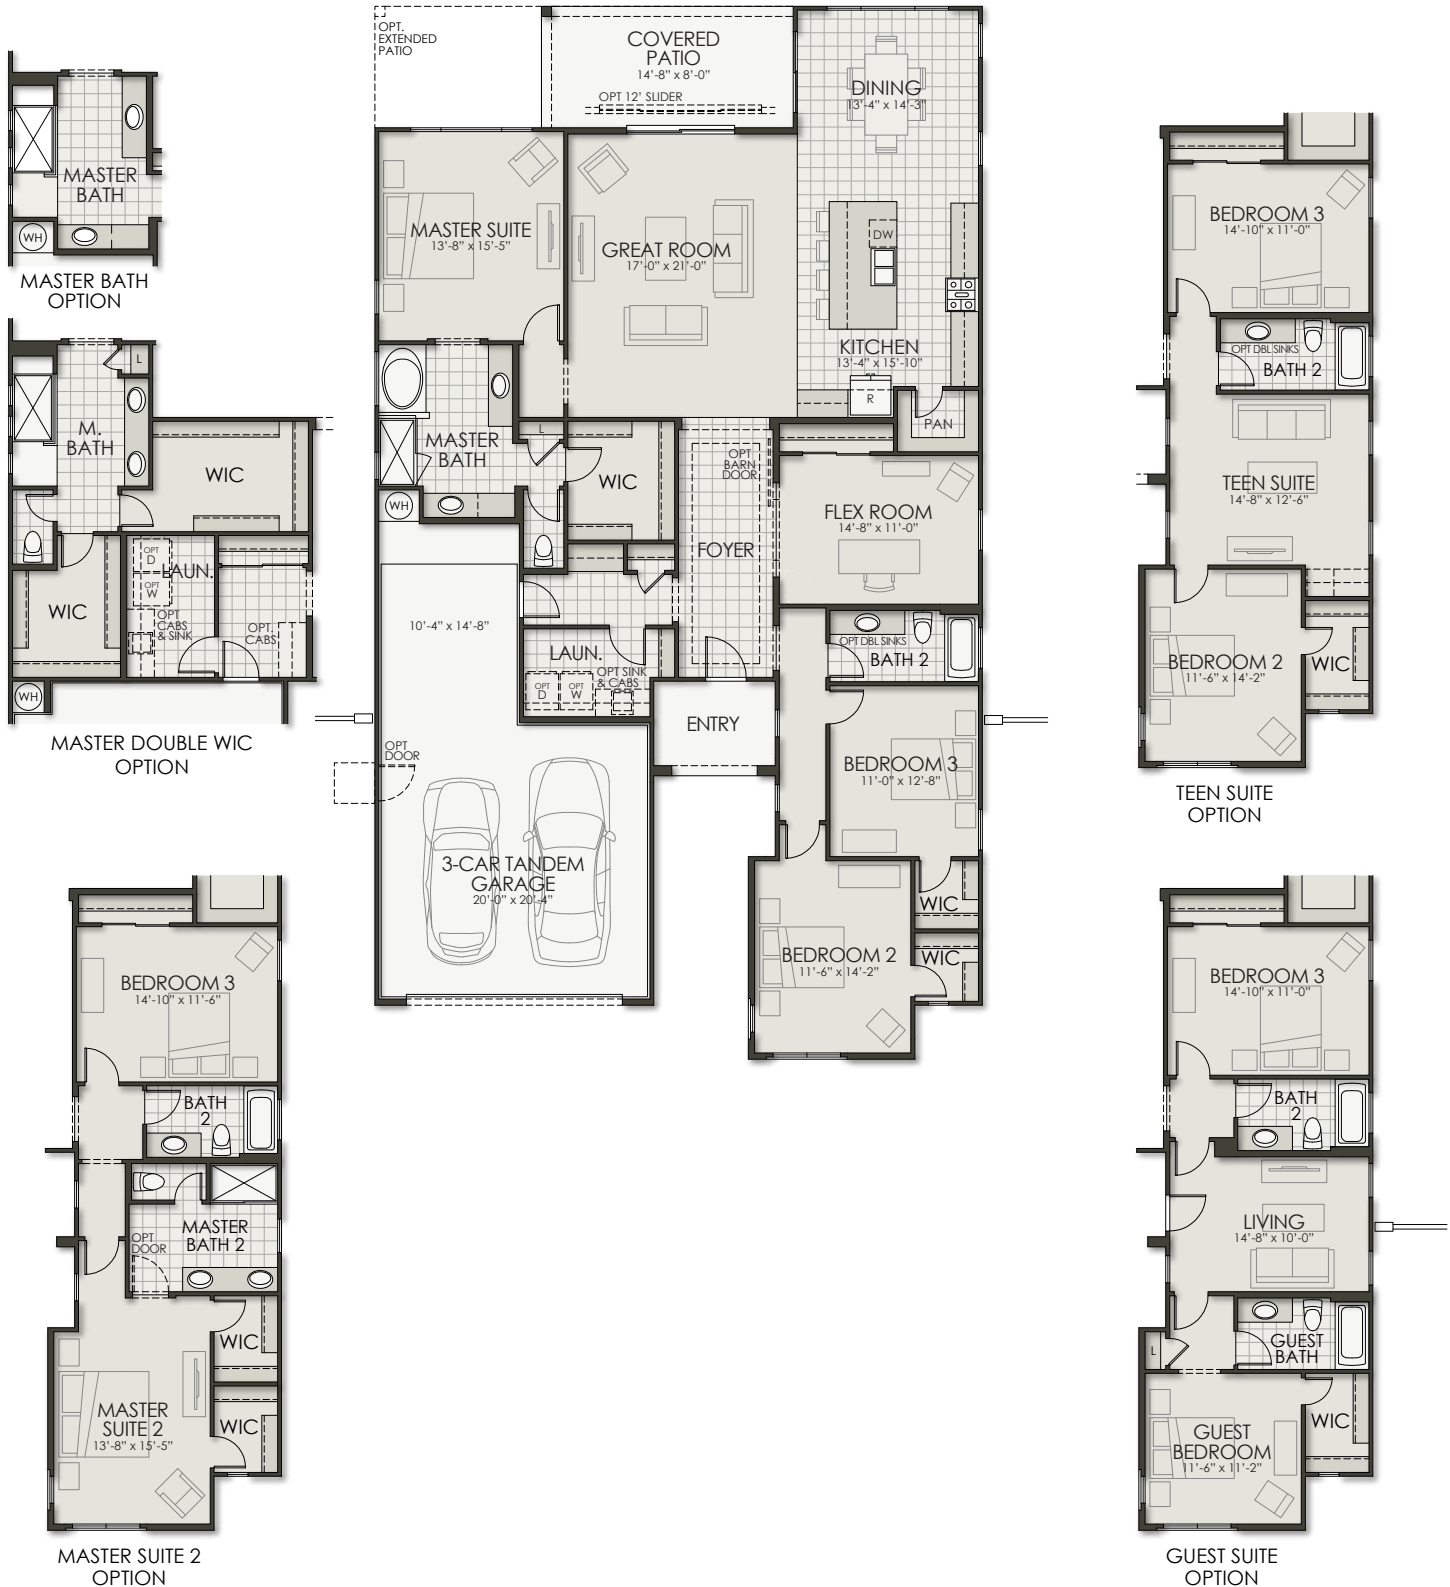 OPT.
EXTENDED
PATIO
COVERED
PATIO
14'-8" x 8'-0"
OPT 12' SLIDER
DINING
13'-4" x 14'-3"
MASTER SUITE
13'-8" x 15'-5"
GREAT ROOM
17'-0" x 21'-0"
DW
KITCHEN
13'-4" x 15'-10"
R
PAN
MASTER
BATH
L
WIC
WH
OPT
BARN
DOOR
FLEX ROOM
14'-8" x 11'-0"
FOYER
10'-4" x 14'-8"
LAUN.
OPT
D
OPT
W
OPT SINK
& CABS
OPT DBL SINKS
BATH 2
ENTRY
OPT
DOOR
BEDROOM 3
11'-0" x 12'-8"
3-CAR TANDEM
GARAGE
20'-0" x 20'-4"
WIC
BEDROOM 2
11'-6" x 14'-2"
WIC
MASTER
BATH
WH
MASTER BATH
OPTION
L
M.
BATH
WIC
OPT
D
LAUN.
OPT
W
WIC
OPT
CABS
& SINK
OPT
CABS
WH
MASTER DOUBLE WIC
OPTION
BEDROOM 3
14'-10" x 11'-6"
BATH
2
MASTER
BATH 2
OPT
DOOR
WIC
MASTER
SUITE 2
13'-8" x 15'-5"
WIC
MASTER SUITE 2
OPTION
BEDROOM 3
14'-10" x 11'-0"
OPT DBL SINKS
BATH 2
TEEN SUITE
14'-8" x 12'-6"
BEDROOM 2
11'-6" x 14'-2"
WIC
TEEN SUITE
OPTION
BEDROOM 3
14'-10" x 11'-0"
BATH
2
LIVING
14'-8" x 10'-0"
GUEST
BATH
L
WIC
GUEST
BEDROOM
11'-6" x 11'-2"
GUEST SUITE
OPTION